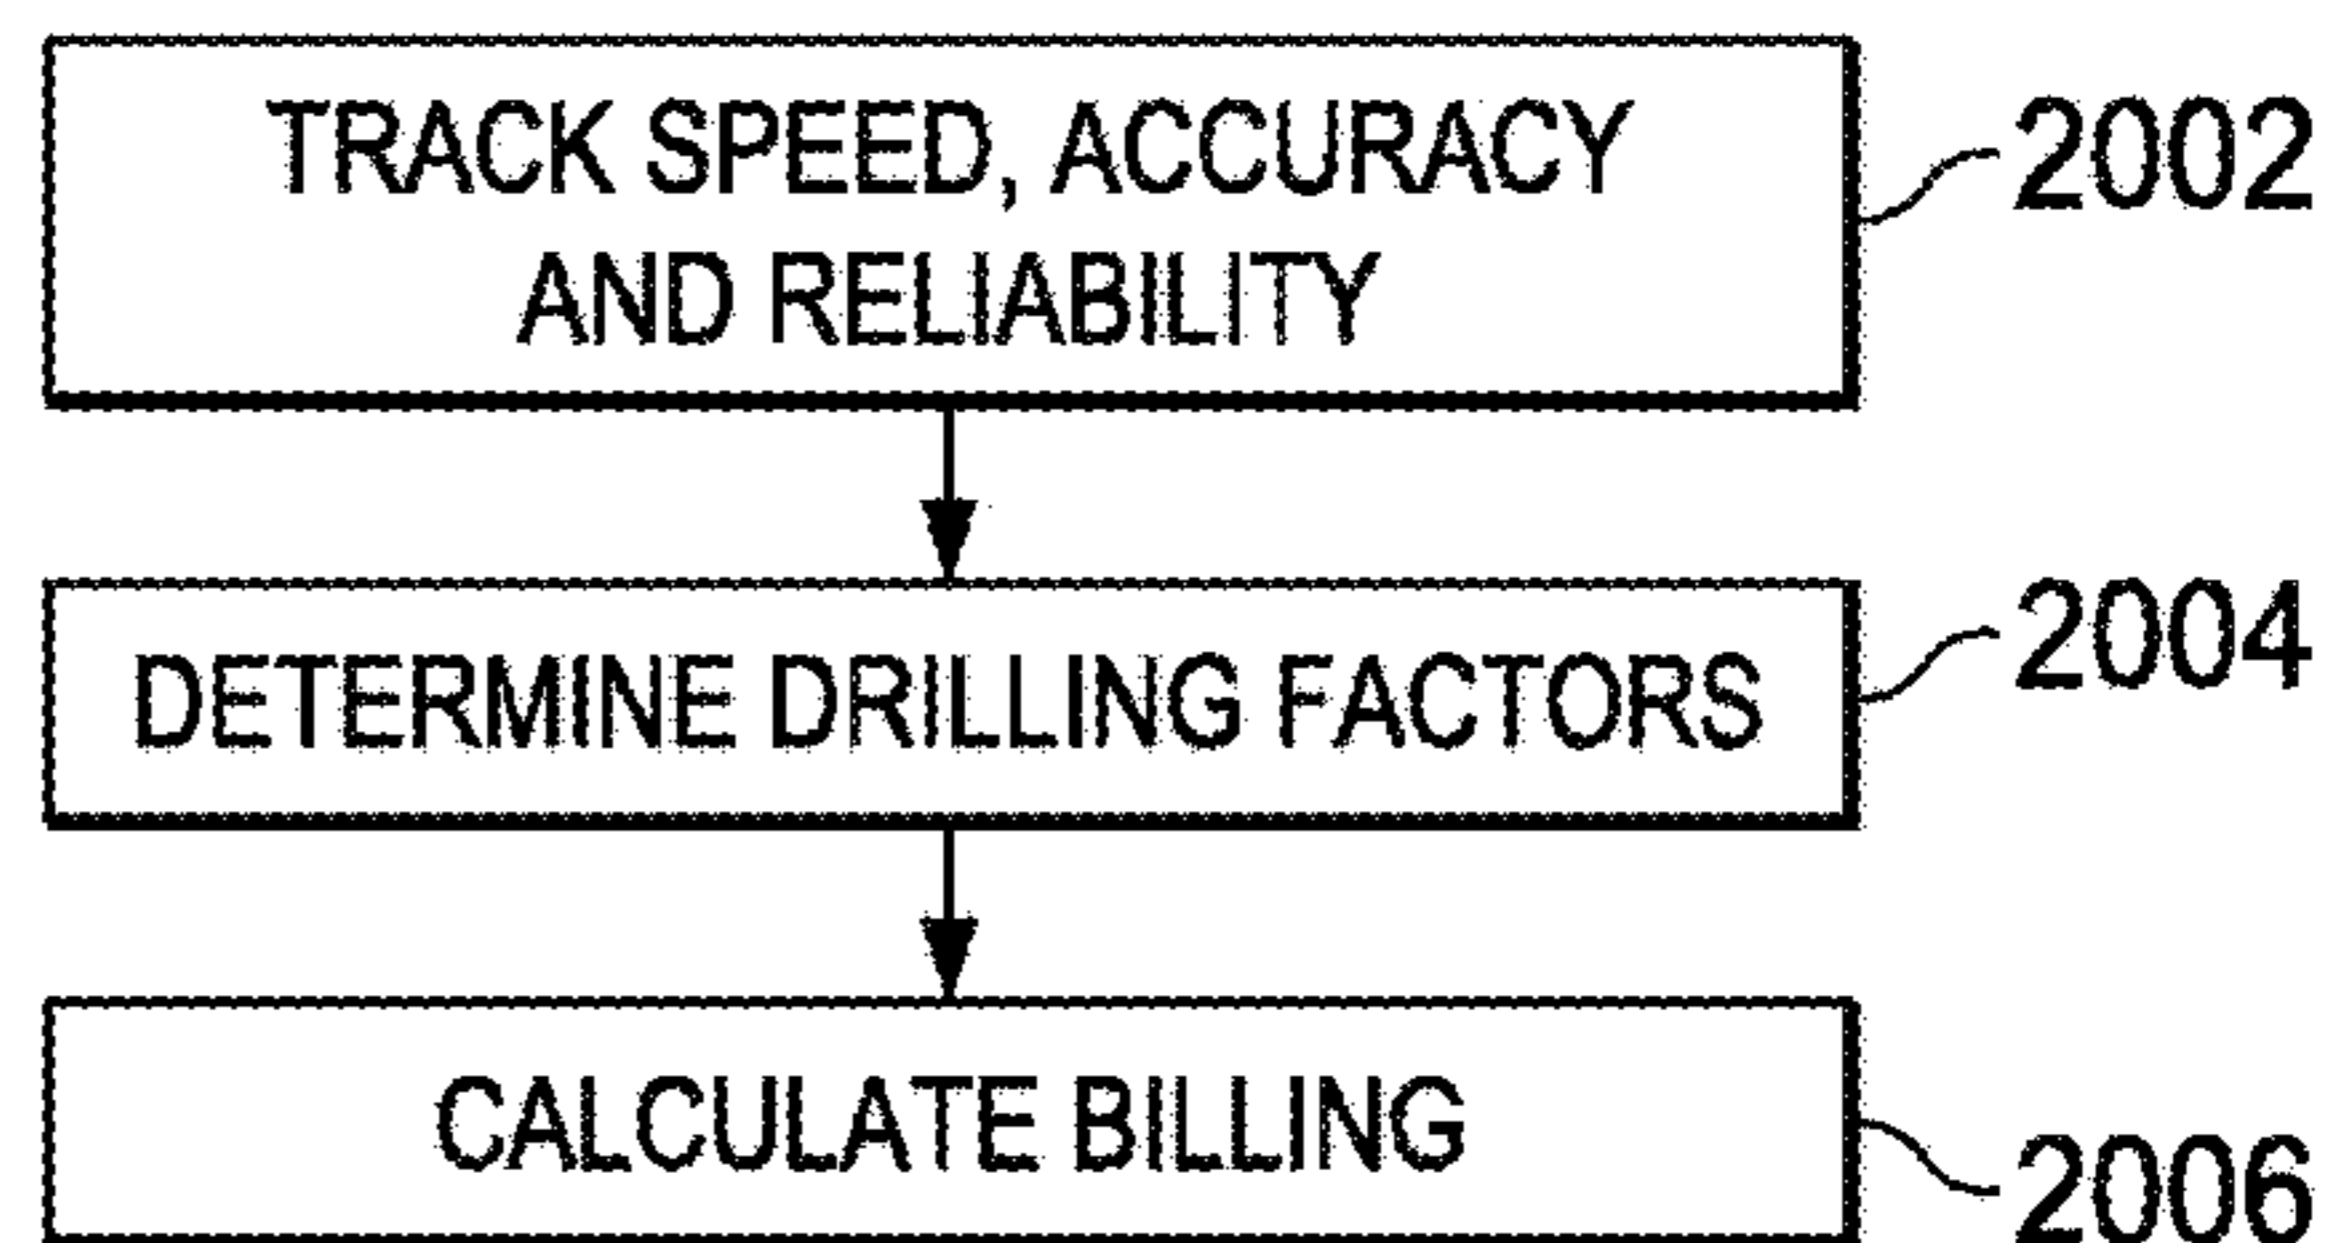 TRACK SPEED, ACCURACY
AND RELIABILITY
2002
DETERMINE DRILLING FACTORS
2004
CALCULATE BILLING
2006